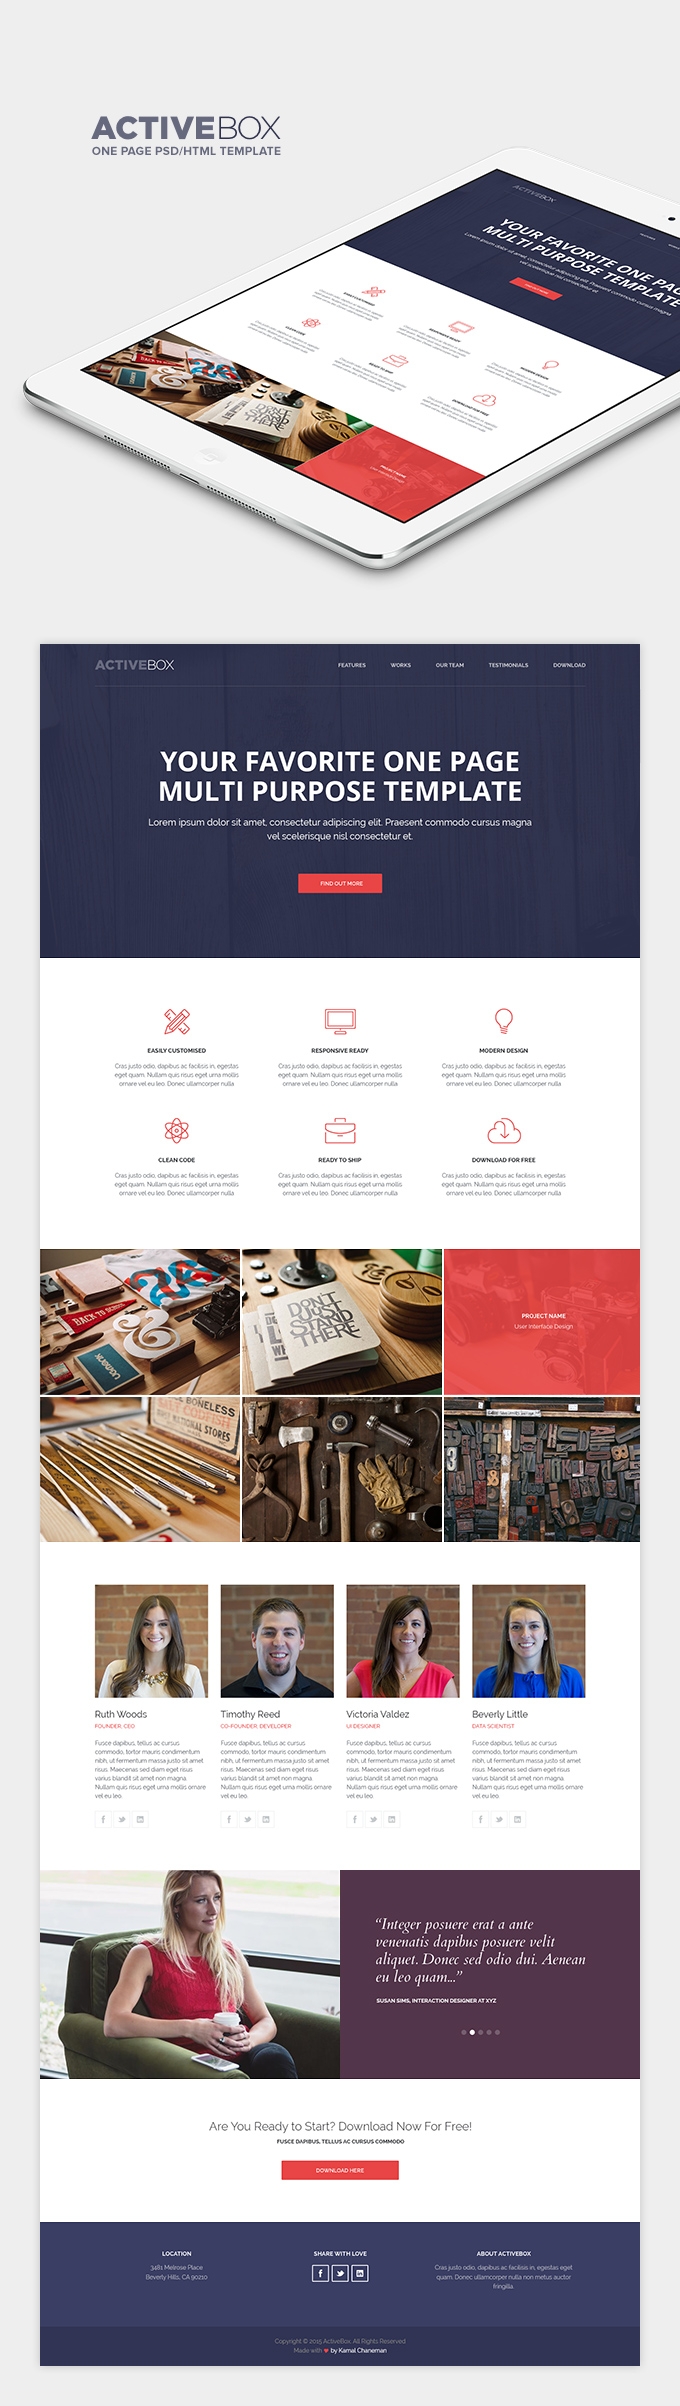 ACTIVEBOX
ONE PAGE PSD/HTML TEMPLATE
ACTIVEBOX
YOUR FAVORITE ONE PAGE
MULTI PURPOSE TEMPLATE
ACTIVEBOX
FEATURES
WORKS
OUR TEAM
TESTIMONIALS
DOWNLOAD
YOUR FAVORITE ONE PAGE
MULTI PURPOSE TEMPLATE
Lorem ipsum dolor sit amet, consectetur adipiscing elit. Praesent commodo cursus magna
vel scelerisque nisl consectetur et.
FIND OUT MORE
EASILY CUSTOMISED
Cras justo odio, dapibus ac facilisis in, egestas
eget quam. Nullam quis risus eget urna mollis
ornare vel eu leo. Donec ullamcorper nulla
RESPONSIVE READY
Cras justo odio, dapibus ac facilisis in, egestas
eget quam. Nullam quis risus eget urna mollis
ornare vel eu leo. Donec ullamcorper nulla
MODERN DESIGN
Cras justo odio, dapibus ac facilisis in, egestas
eget quam. Nullam quis risus eget urna mollis
ornare vel eu leo. Donec ullamcorper nulla
CLEAN CODE
Cras justo odio, dapibus ac facilisis in, egestas
eget quam. Nullam quis risus eget urna mollis
ornare vel eu leo. Donec ullamcorper nulla
READY TO SHIP
Cras justo odio, dapibus ac facilisis in, egestas
eget quam. Nullam quis risus eget urna mollis
ornare vel eu leo. Donec ullamcorper nulla
DOWNLOAD FOR FREE
Cras justo odio, dapibus ac facilisis in, egestas
eget quam. Nullam quis risus eget urna mollis
ornare vel eu leo. Donec ullamcorper nulla
BACK TO SCHOOL
&
DON'T
JUST
STAND
THERE
PROJECT NAME
User Interface Design
BONELESS
NATIONAL STORES
Ruth Woods
FOUNDER, CEO
Fusce dapibus, tellus ac cursus
commodo, tortor mauris condimentum
nibh, ut fermentum massa justo sit amet
risus. Maecenas sed diam eget risus
varius blandit sit amet non magna.
Nullam quis risus eget urna mollis ornare
vel eu leo.
Timothy Reed
CO-FOUNDER, DEVELOPER
Fusce dapibus, tellus ac cursus
commodo, tortor mauris condimentum
nibh, ut fermentum massa justo sit amet
risus. Maecenas sed diam eget risus
varius blandit sit amet non magna.
Nullam quis risus eget urna mollis ornare
vel eu leo.
Victoria Valdez
UI DESIGNER
Fusce dapibus, tellus ac cursus
commodo, tortor mauris condimentum
nibh, ut fermentum massa justo sit amet
risus. Maecenas sed diam eget risus
varius blandit sit amet non magna.
Nullam quis risus eget urna mollis ornare
vel eu leo.
Beverly Little
DATA SCIENTIST
Fusce dapibus, tellus ac cursus
commodo, tortor mauris condimentum
nibh, ut fermentum massa justo sit amet
risus. Maecenas sed diam eget risus
varius blandit sit amet non magna.
Nullam quis risus eget urna mollis ornare
vel eu leo.
“Integer posuere erat a ante
venenatis dapibus posuere velit
aliquet. Donec sed odio dui. Aenean
eu leo quam...”
SUSAN SIMS, INTERACTION DESIGNER AT XYZ
Are You Ready to Start? Download Now For Free!
FUSCE DAPIBUS, TELLUS AC CURSUS COMMODO
DOWNLOAD HERE
LOCATION
3481 Melrose Place
Beverly Hills, CA 90210
SHARE WITH LOVE
ABOUT ACTIVEBOX
Cras justo odio, dapibus ac facilisis in, egestas eget
quam. Donec ullamcorper nulla non metus auctor
fringilla.
Copyright © 2015 ActiveBox. All Rights Reserved
Made with ♥ by Kamal Chaneman